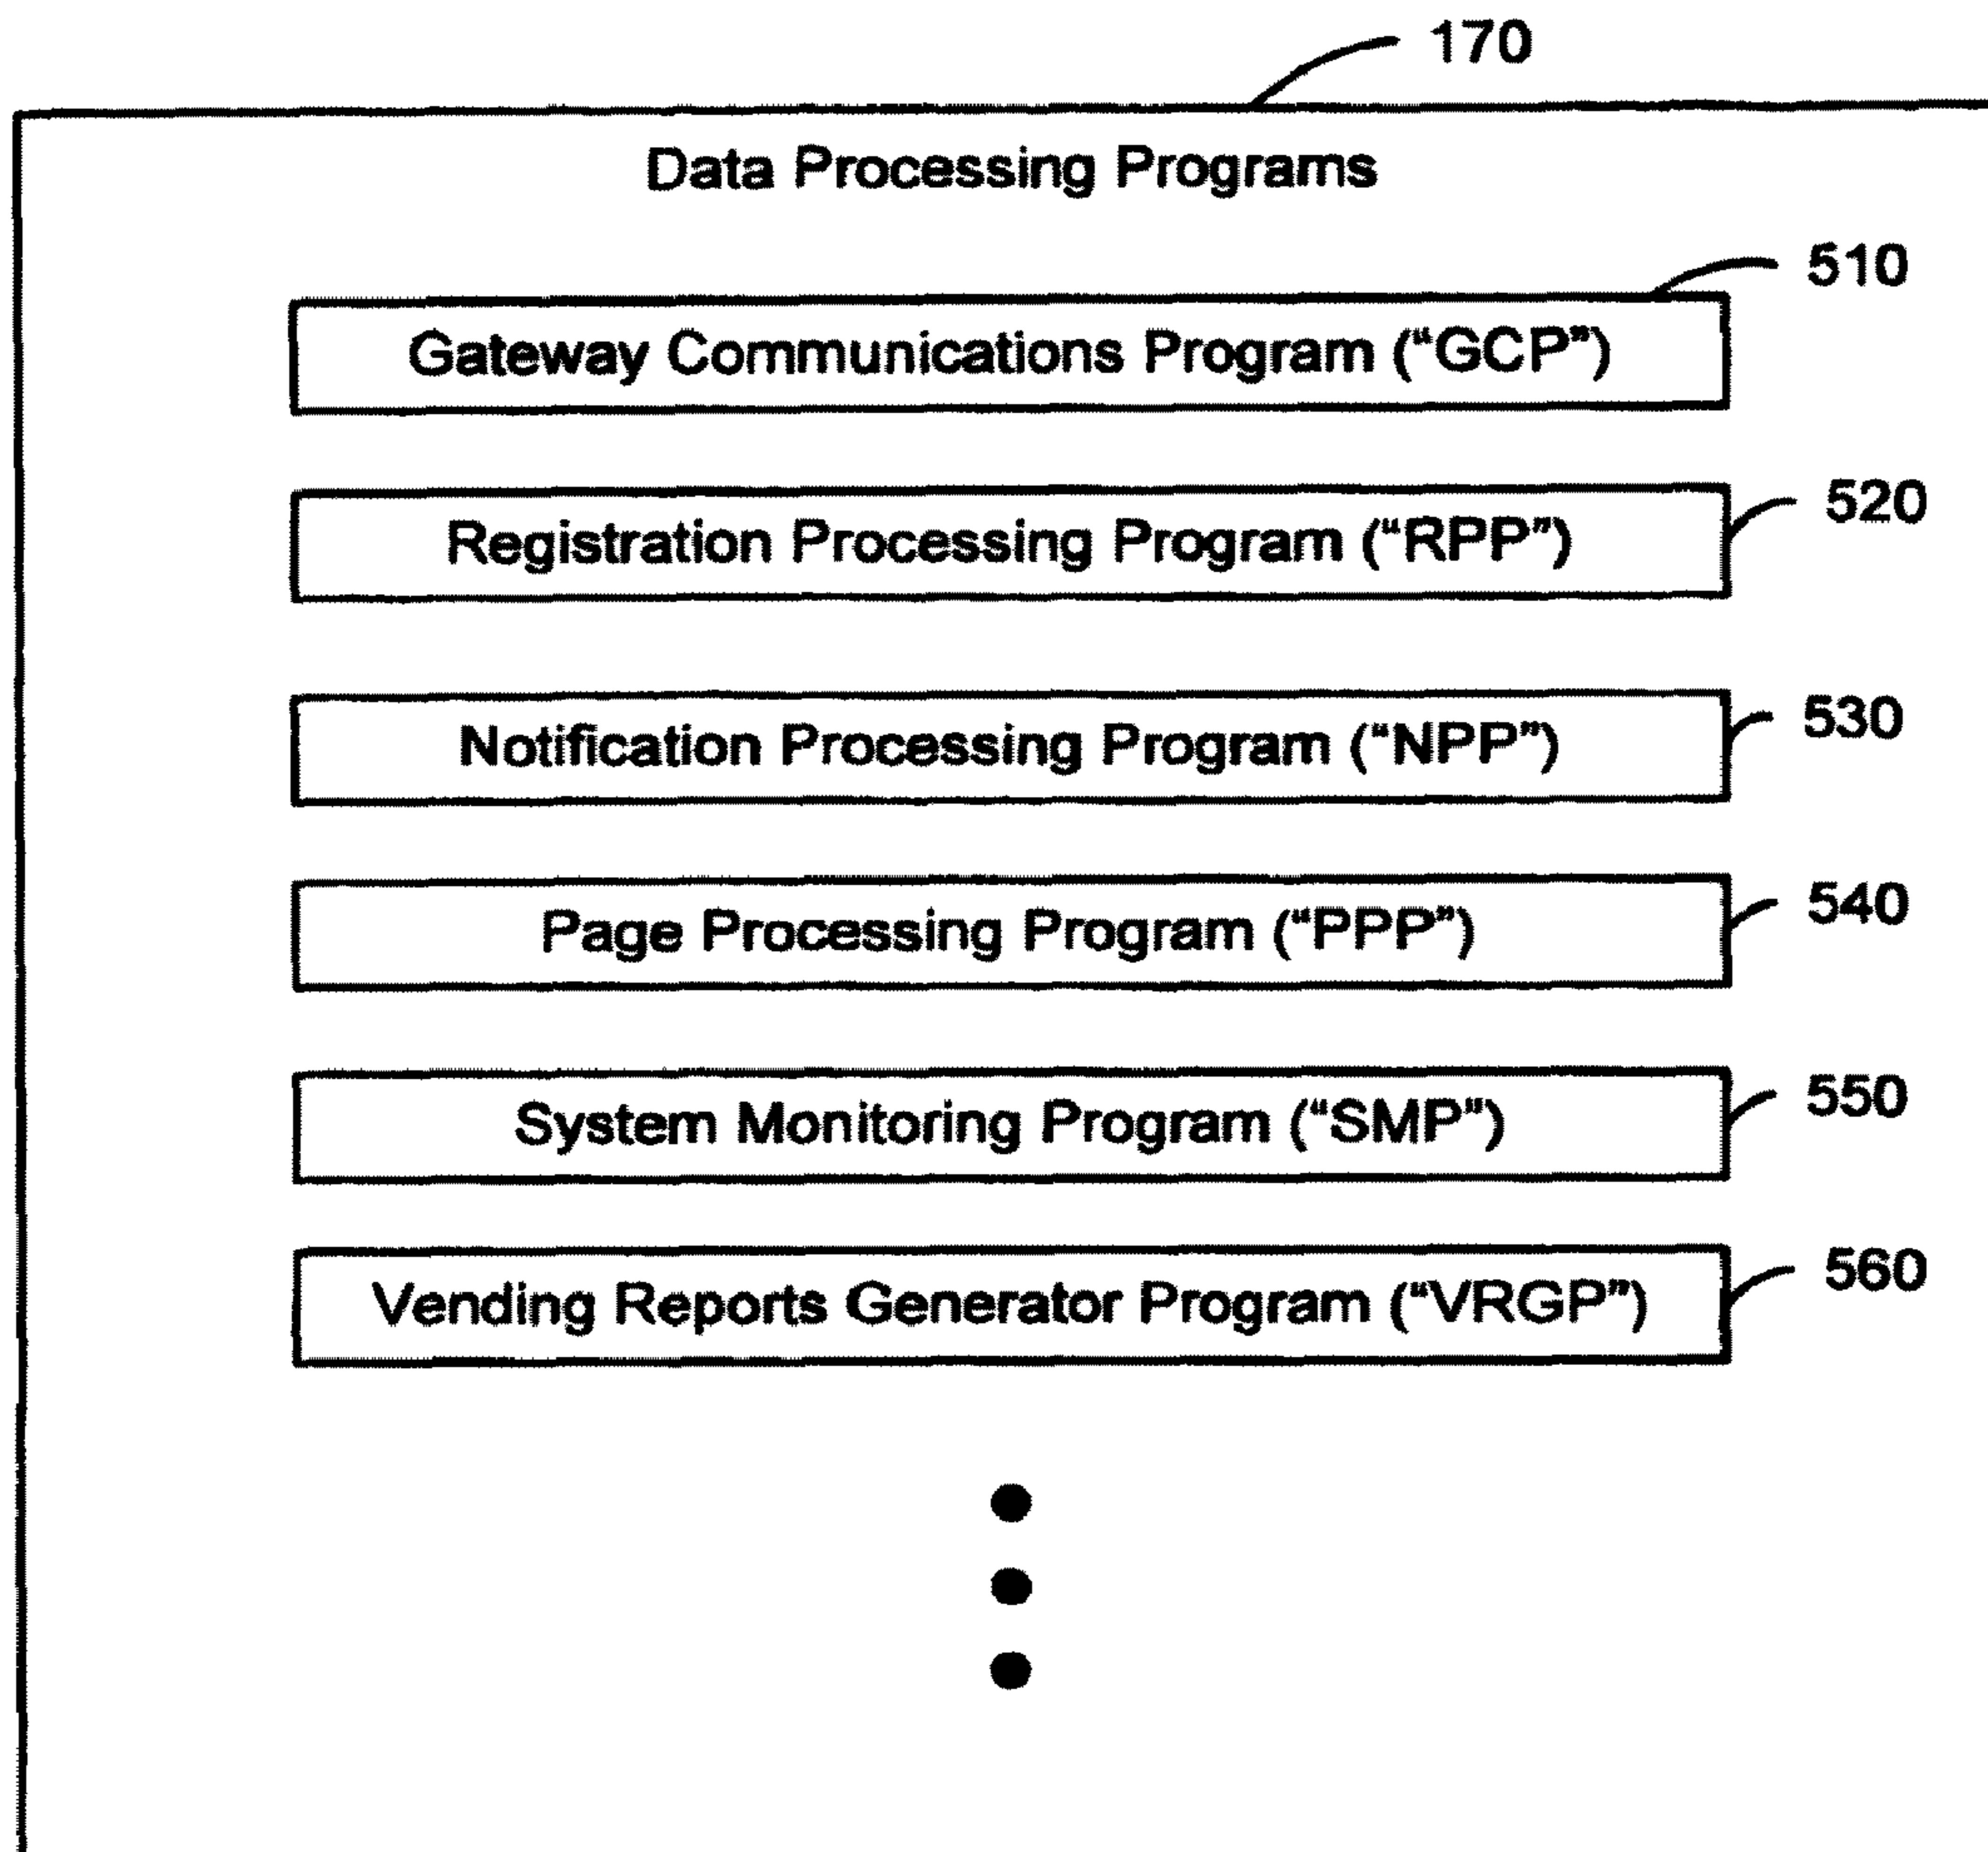 170
Data Processing Programs
510
Gateway Communications Program (“GCP”)
520
Registration Processing Program (“RPP”)
530
Notification Processing Program (“NPP”)
540
Page Processing Program (“PPP”)
550
System Monitoring Program (“SMP”)
560
Vending Reports Generator Program (“VRGP”)